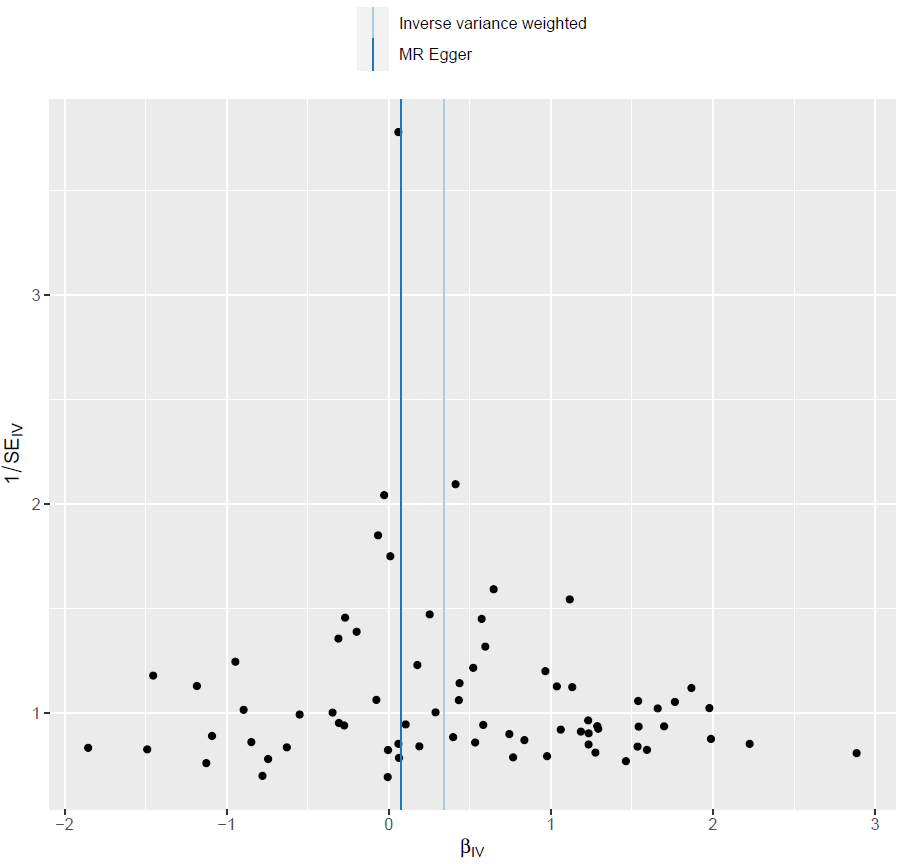 Inverse variance weighted
MR Egger
3
2
1
1/SE_IV
−2 −1 0 1 2 3
β_IV